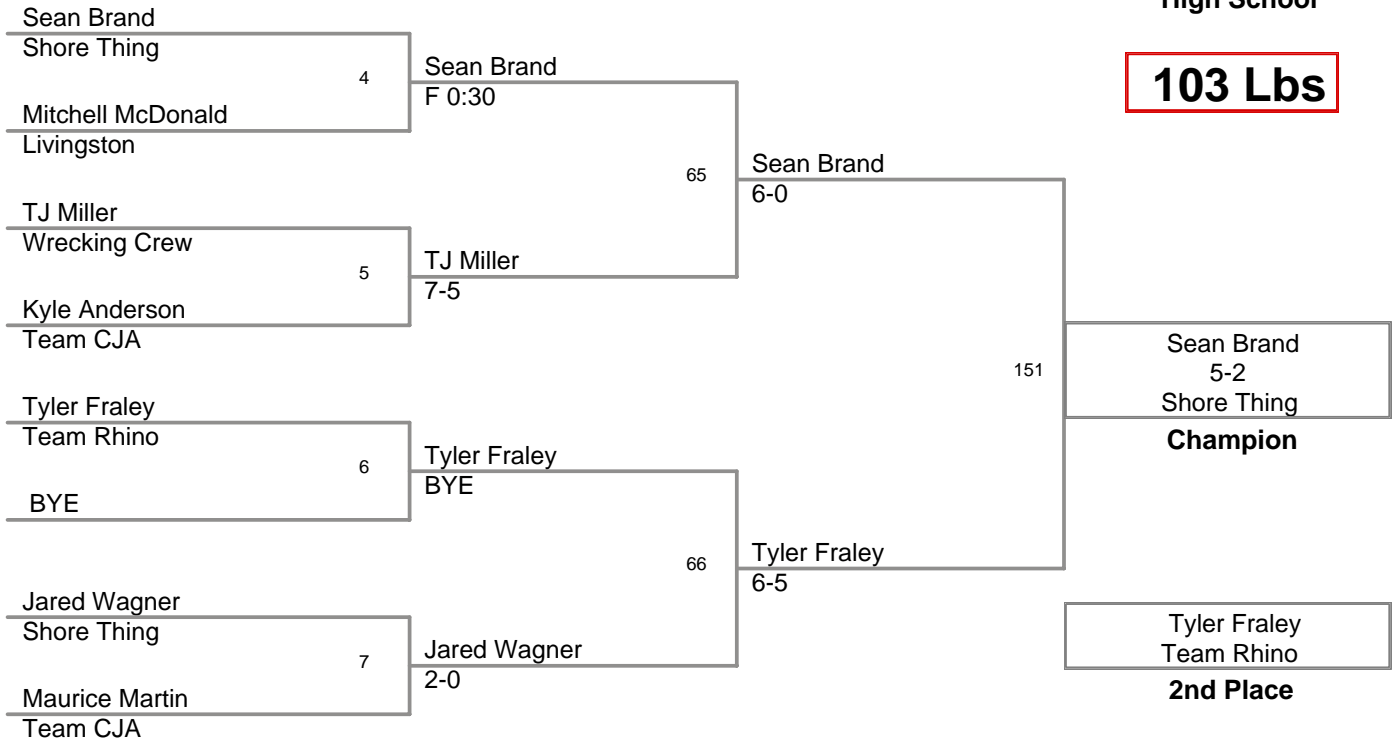 High School
103 Lbs
Sean Brand
Shore Thing
4
Mitchell McDonald
Livingston
TJ Miller
Wrecking Crew
5
Kyle Anderson
Team CJA
Tyler Fraley
Team Rhino
6
BYE
Jared Wagner
Shore Thing
7
Maurice Martin
Team CJA
Sean Brand
F 0:30
65
TJ Miller
7-5
Tyler Fraley
BYE
66
Jared Wagner
2-0
Sean Brand
6-0
151
Tyler Fraley
6-5
Sean Brand
5-2
Shore Thing
Champion
Tyler Fraley
Team Rhino
2nd Place